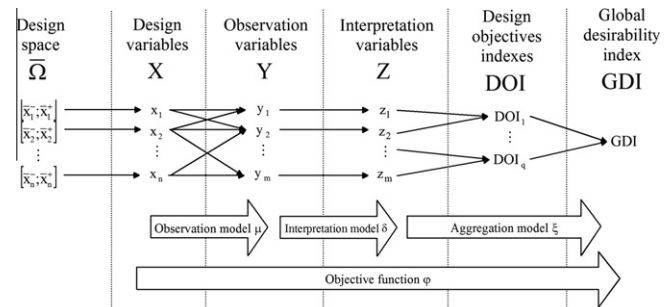 Design space
Ω̅
Design variables
X
Observation variables
Y
Interpretation variables
Z
Design objectives indexes
DOI
Global desirability index
GDI
[x̅₁⁻;x̅₁⁺]
x₁
y₁
z₁
DOI₁
[x̅₂⁻;x̅₂⁺]
x₂
y₂
z₂
GDI
⋮
⋮
⋮
⋮
⋮
[x̅ₙ⁻;x̅ₙ⁺]
xₙ
yₘ
zₘ
DOI_q
Observation model μ
Interpretation model δ
Aggregation model ξ
Objective function φ